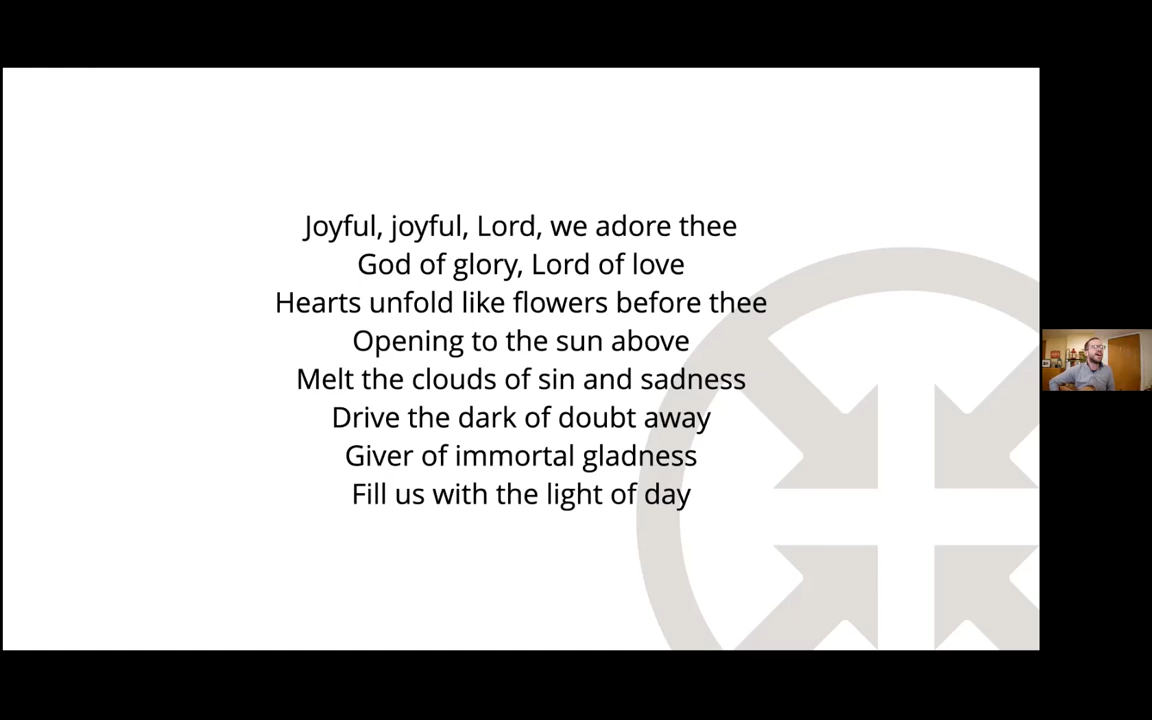 Joyful, joyful, Lord, we adore thee
God of glory, Lord of love
Hearts unfold like flowers before thee
Opening to the sun above
Melt the clouds of sin and sadness
Drive the dark of doubt away
Giver of immortal gladness
Fill us with the light of day